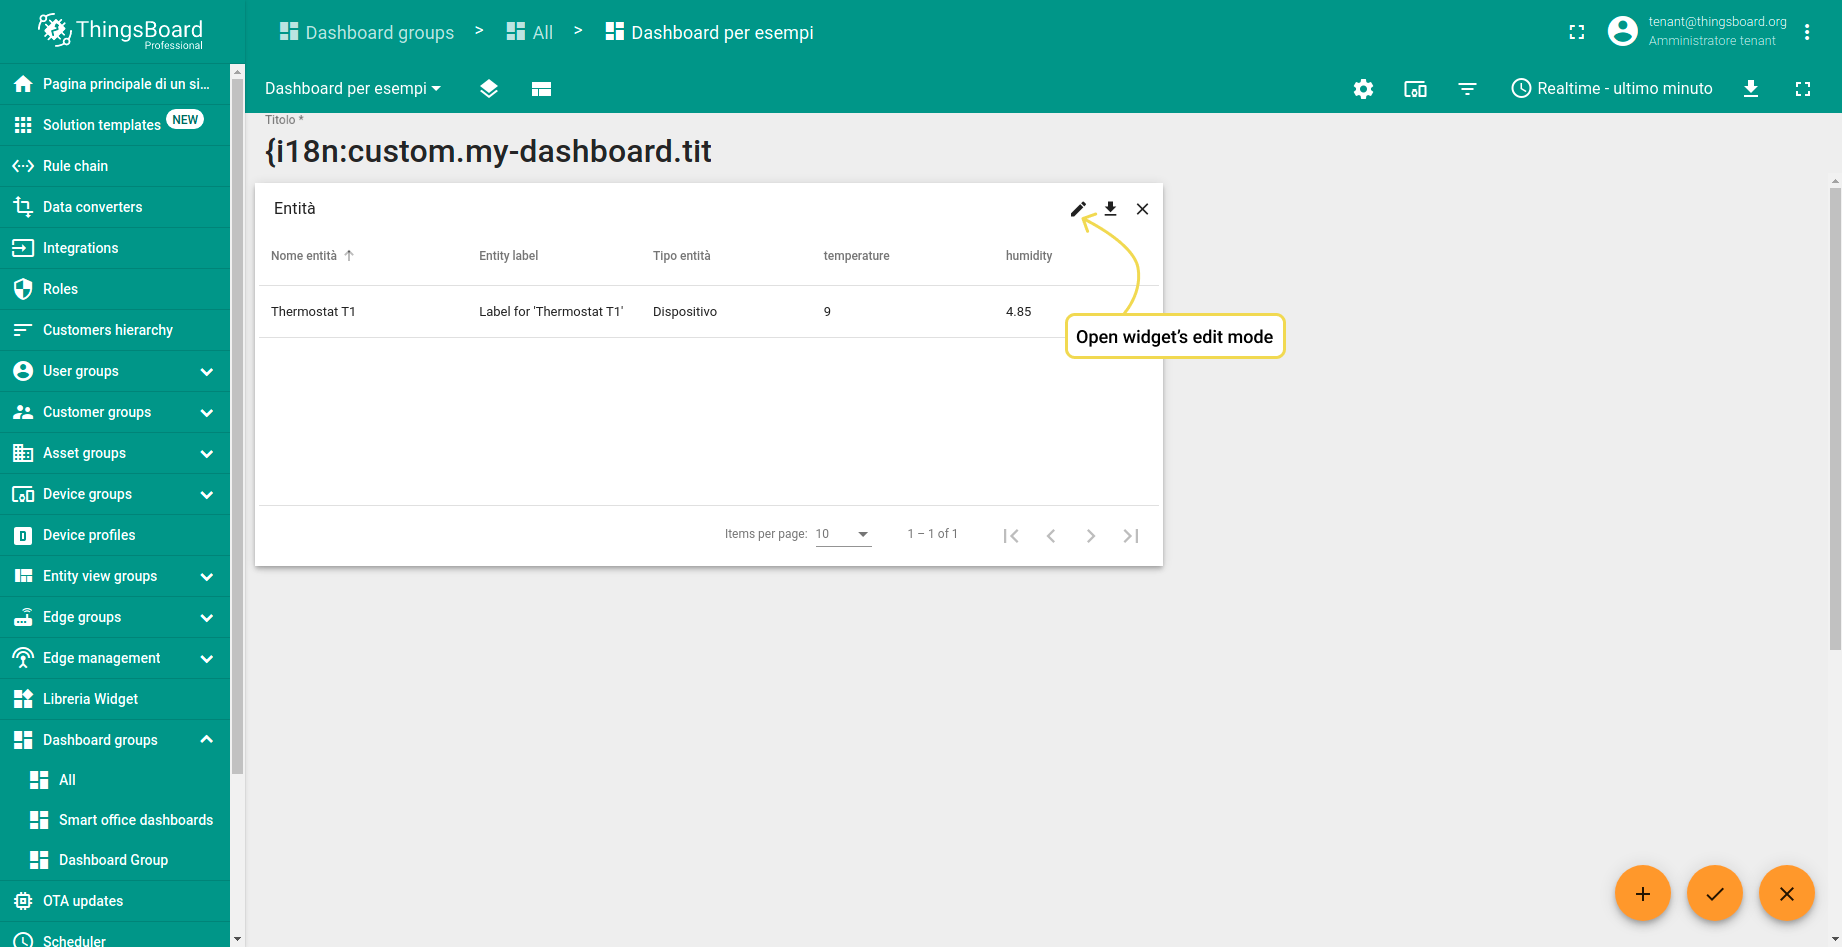 ThingsBoard
Professional
Dashboard groups > All > Dashboard per esempi
tenant@thingsboard.org
Amministratore tenant
Pagina principale di un si...
Solution templates NEW
Rule chain
Data converters
Integrations
Roles
Customers hierarchy
User groups
Customer groups
Asset groups
Device groups
Device profiles
Entity view groups
Edge groups
Edge management
Libreria Widget
Dashboard groups
All
Smart office dashboards
Dashboard Group
OTA updates
Scheduler
Dashboard per esempi
Realtime - ultimo minuto
Titolo *
{i18n:custom.my-dashboard.tit
Entità
Nome entità Entity label Tipo entità temperature humidity
Thermostat T1 Label for 'Thermostat T1' Dispositivo 9 4.85
Open widget's edit mode
Items per page: 10 1 – 1 of 1